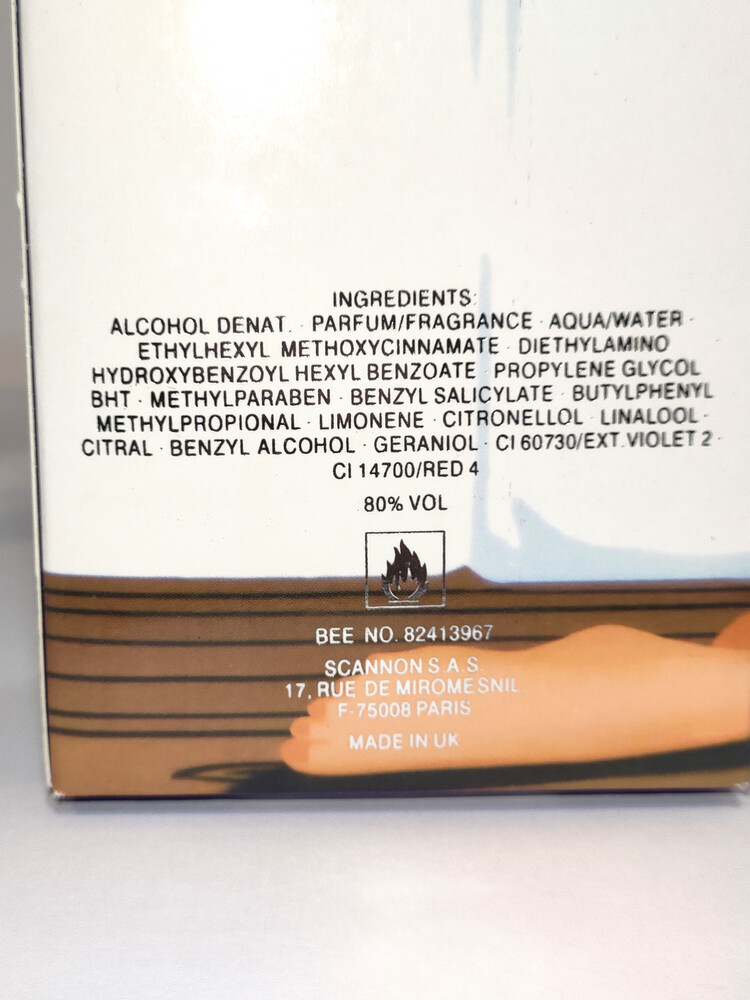 INGREDIENTS:
ALCOHOL DENAT. · PARFUM/FRAGRANCE · AQUA/WATER ·
ETHYLHEXYL METHOXYCINNAMATE · DIETHYLAMINO
HYDROXYBENZOYL HEXYL BENZOATE · PROPYLENE GLYCOL
BHT · METHYLPARABEN · BENZYL SALICYLATE · BUTYLPHENYL
METHYLPROPIONAL · LIMONENE · CITRONELLOL · LINALOOL ·
CITRAL · BENZYL ALCOHOL · GERANIOL · CI 60730/EXT.VIOLET 2 ·
CI 14700/RED 4
80% VOL
BEE NO. 82413967
SCANNON S.A.S.
17, RUE DE MIROMESNIL
F-75008 PARIS
MADE IN UK